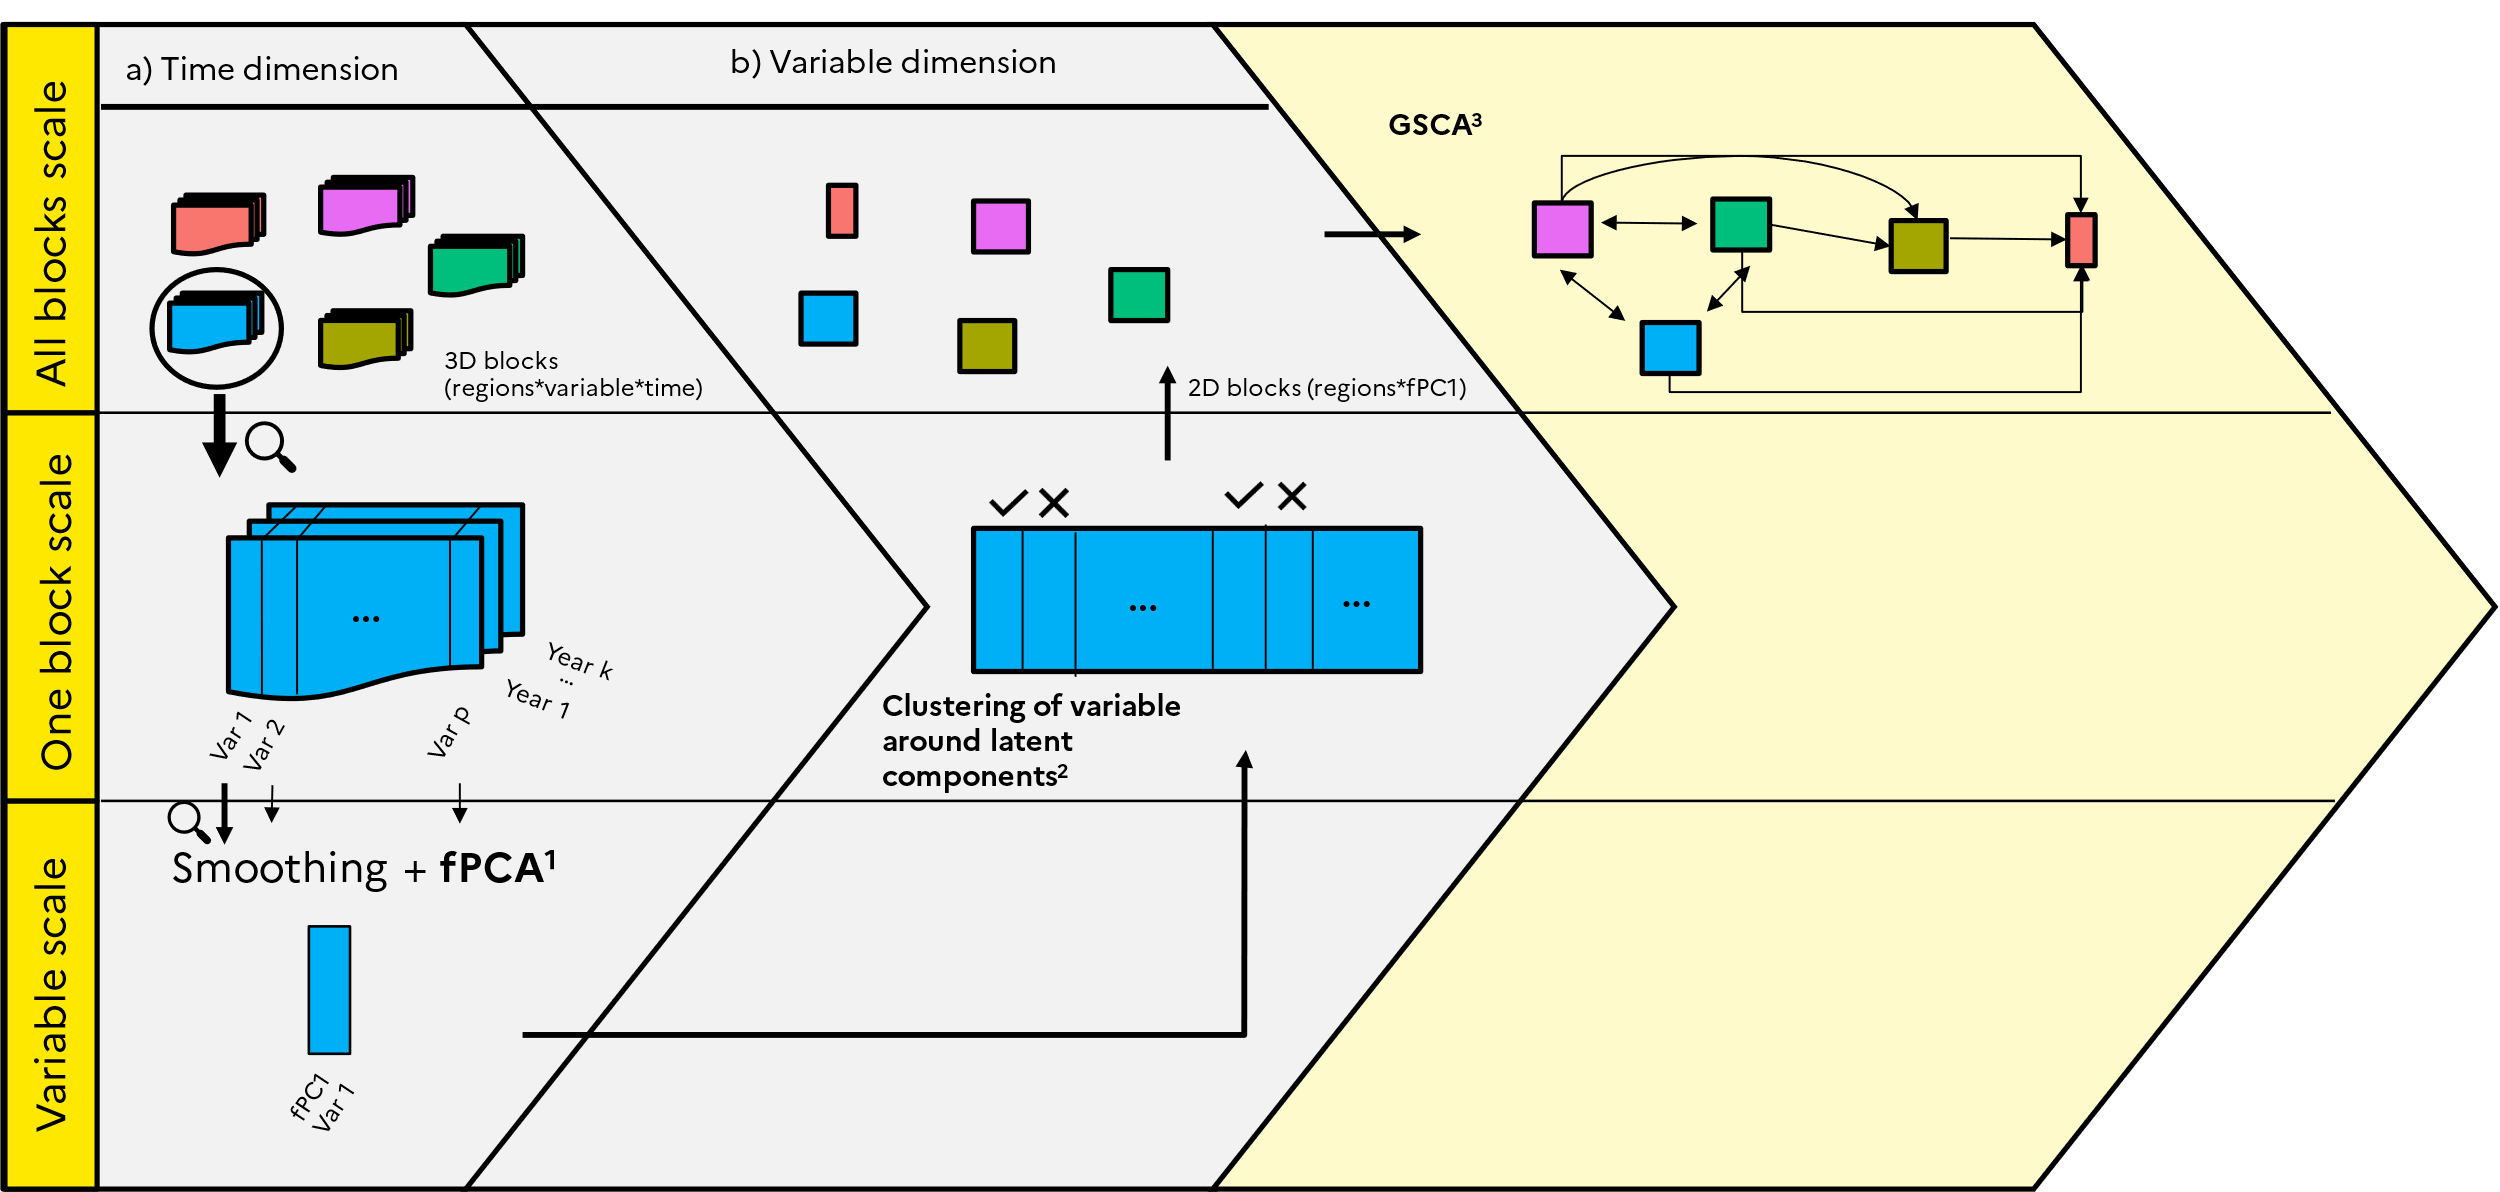 All blocks scale
One block scale
Variable scale
a) Time dimension
b) Variable dimension
GSCA³
3D blocks
(regions*variable*time)
2D blocks (regions*fPC1)
...
Year k
...
Year 1
Var 1
Var 2
Var p
...
...
Clustering of variable
around latent
components²
Smoothing + fPCA¹
fPC1
Var 1